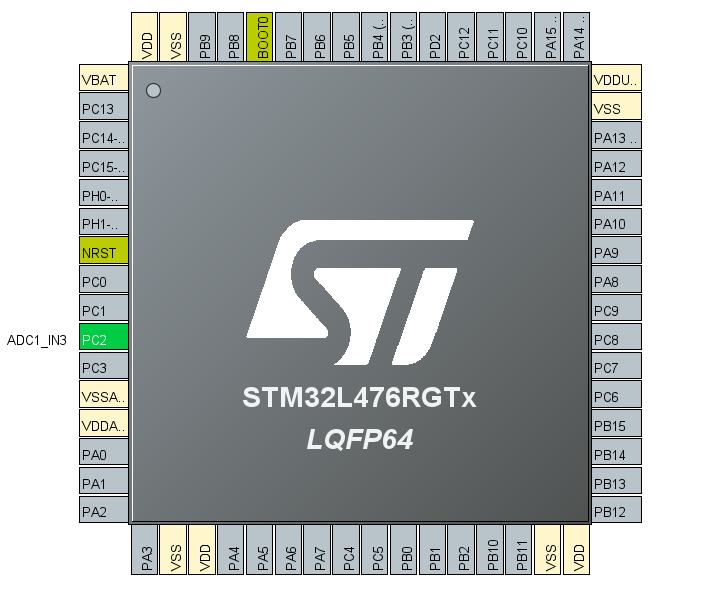 VDD
VSS
PB9
PB8
BOOT0
PB7
PB6
PB5
PB4 (..
PB3 (..
PD2
PC12
PC11
PC10
PA15 ..
PA14 ..
VBAT
PC13
PC14-..
PC15-..
PH0-..
PH1-..
NRST
PC0
PC1
ADC1_IN3
PC2
PC3
VSSA..
VDDA..
PA0
PA1
PA2
ST
STM32L476RGTx
LQFP64
VDDU..
VSS
PA13 ..
PA12
PA11
PA10
PA9
PA8
PC9
PC8
PC7
PC6
PB15
PB14
PB13
PB12
PA3
VSS
VDD
PA4
PA5
PA6
PA7
PC4
PC5
PB0
PB1
PB2
PB10
PB11
VSS
VDD